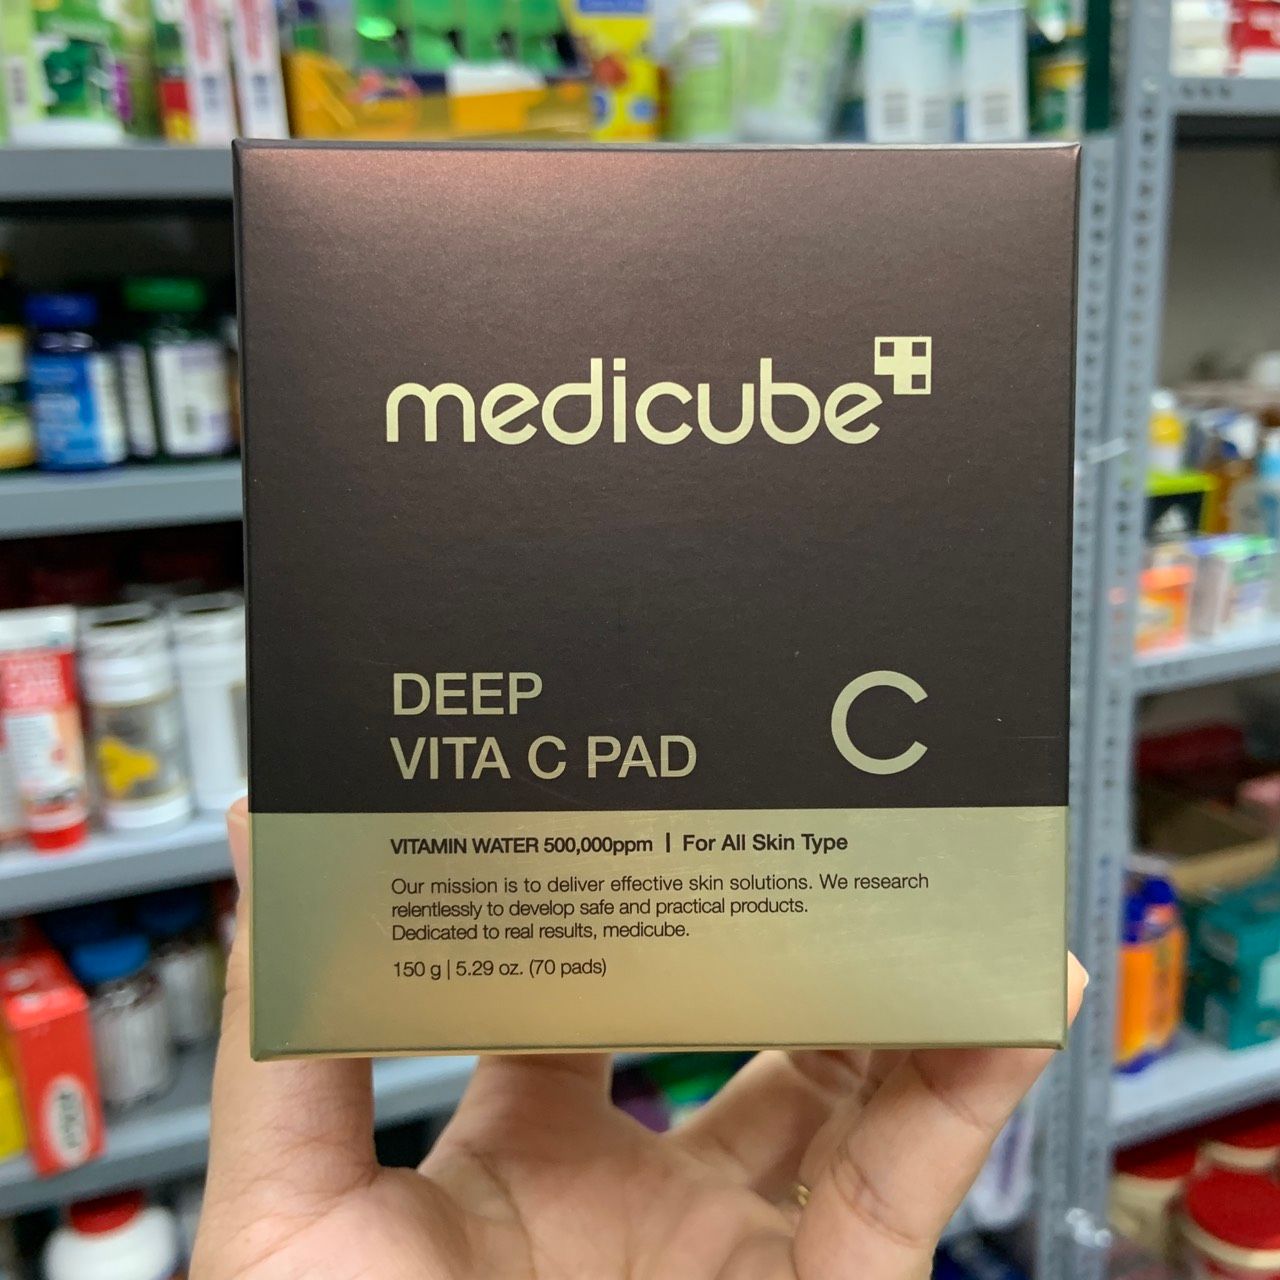 medicube
DEEP
VITA C PAD
C
VITAMIN WATER 500,000ppm | For All Skin Type
Our mission is to deliver effective skin solutions. We research
relentlessly to develop safe and practical products.
Dedicated to real results, medicube.
150 g | 5.29 oz. (70 pads)